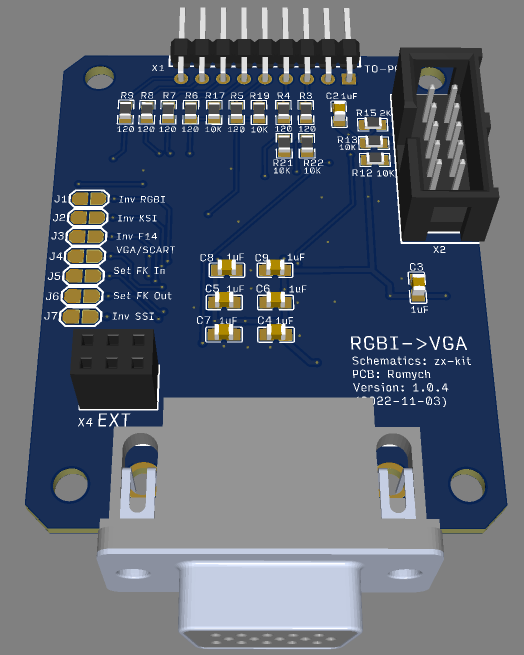 X1 TO-P
R9 R8 R7 R6 R17 R5 R19 R4 R3 C2 1uF
R15 2K
120 120 120 120 10K 120 10K 120 120
R13
10K
R21 R22
10K 10K
R12 10K
J1 Inv RGBI
J2 Inv KSI
J3 Inv F14
J4 VGA/SCART
J5 Set FK In
J6 Set FK Out
J7 Inv SSI
X2
C8 1uF C9 1uF
C3
C5 1uF C6 1uF
1uF
C7 1uF C4 1uF
RGBI->VGA
Schematics: zx-kit
PCB: Romych
Version: 1.0.4
(2022-11-03)
X4 EXT